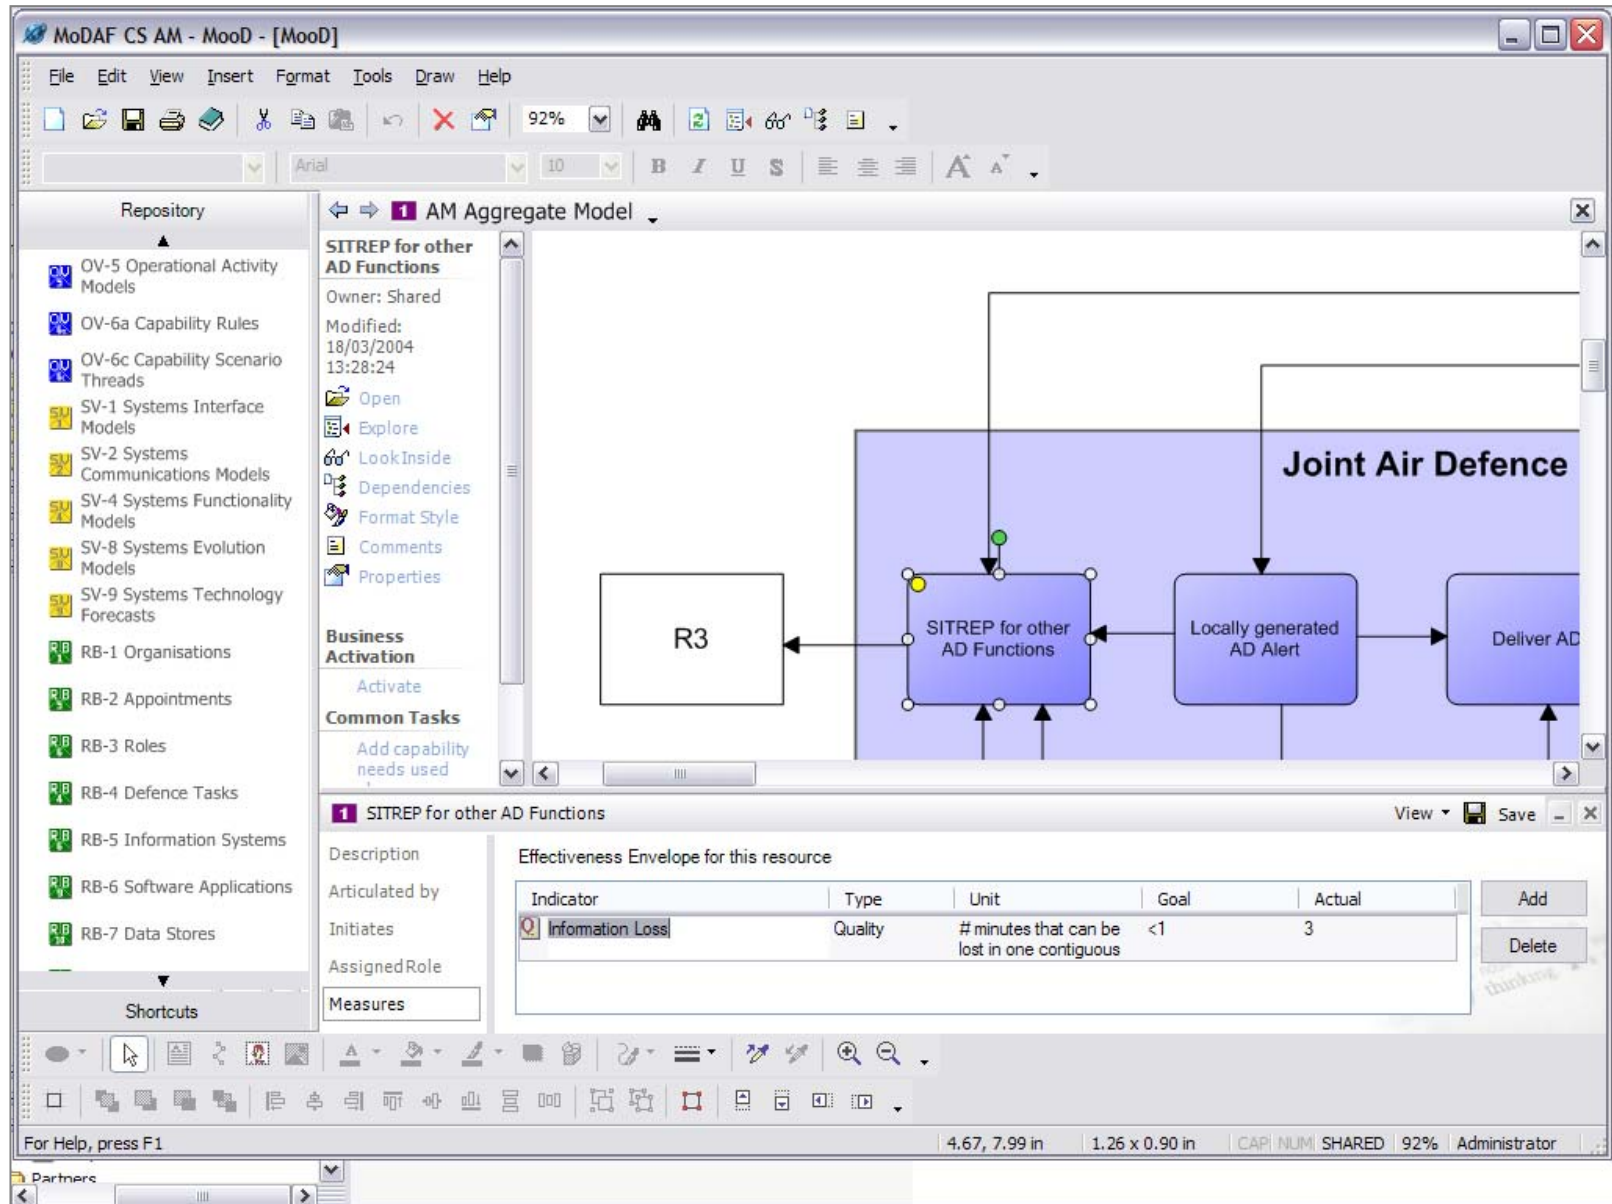 MoDAF CS AM - MooD - [MooD]
File Edit View Insert Format Tools Draw Help
92%
Arial 10 B I U S A A
Repository
OV-5 Operational Activity
Models
OV-6a Capability Rules
OV-6c Capability Scenario
Threads
SV-1 Systems Interface
Models
SV-2 Systems
Communications Models
SV-4 Systems Functionality
Models
SV-8 Systems Evolution
Models
SV-9 Systems Technology
Forecasts
RB-1 Organisations
RB-2 Appointments
RB-3 Roles
RB-4 Defence Tasks
RB-5 Information Systems
RB-6 Software Applications
RB-7 Data Stores
Shortcuts
1 AM Aggregate Model
SITREP for other
AD Functions
Owner: Shared
Modified:
18/03/2004
13:28:24
Open
Explore
Look Inside
Dependencies
Format Style
Comments
Properties
Business
Activation
Activate
Common Tasks
Add capability
needs used
Joint Air Defence
R3
SITREP for other
AD Functions
Locally generated
AD Alert
Deliver AD
1 SITREP for other AD Functions
View Save
Description
Articulated by
Initiates
Assigned Role
Measures
Effectiveness Envelope for this resource
Indicator Type Unit Goal Actual
Information Loss Quality # minutes that can be <1 3
lost in one contiguous
Add
Delete
thinking
For Help, press F1
4.67, 7.99 in 1.26 x 0.90 in CAP NUM SHARED 92% Administrator
Partners